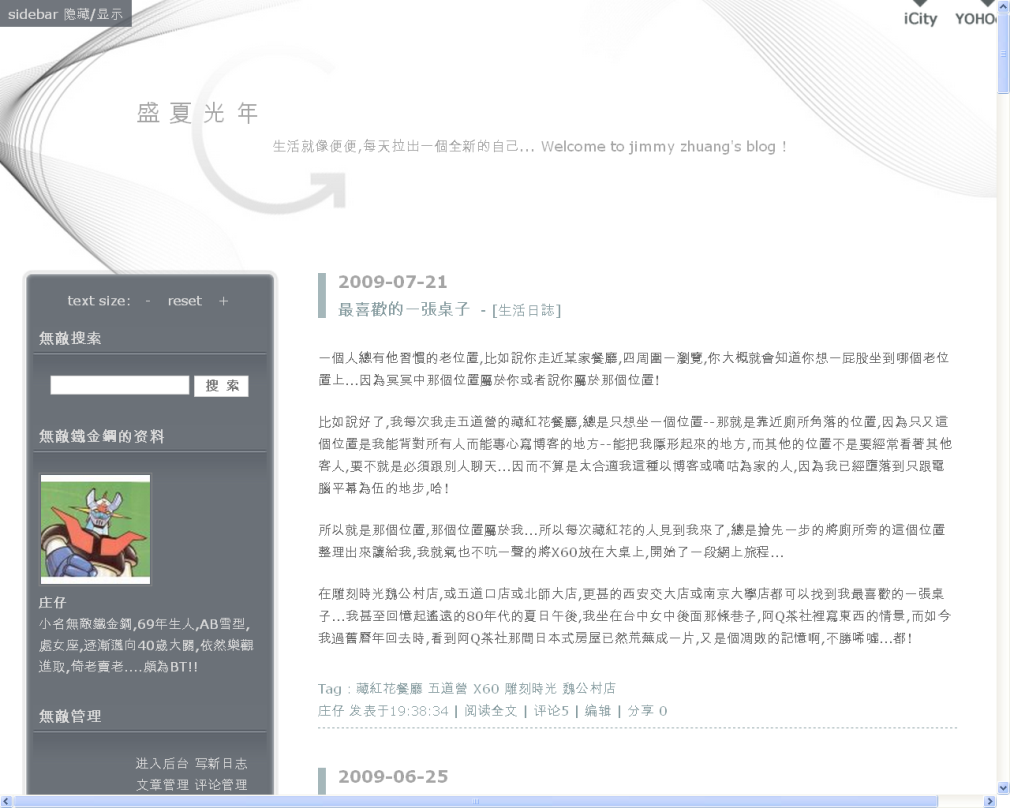 sidebar 隐藏/显示
iCity
盛夏光年
生活就像便便,每天拉出一個全新的自己... Welcome to jimmy zhuang's blog !
text size: - reset +
無敵搜索
搜 索
無敵鐵金鋼的资料
庄仔
小名無敵鐵金鋼,69年生人,AB雪型,
處女座,逐漸邁向40歲大關,依然樂觀
進取,倚老賣老....頗為BT!!
無敵管理
进入后台 写新日志
文章管理 评论管理
2009-07-21
最喜歡的一張桌子 - [生活日誌]
一個人總有他習慣的老位置,比如說你走近某家餐廳,四周圍一瀏覽,你大概就會知道你想一屁股坐到哪個老位
置上...因為冥冥中那個位置屬於你或者說你屬於那個位置!
比如說好了,我每次我走五道營的藏紅花餐廳,總是只想坐一個位置--那就是靠近廁所角落的位置,因為只又這
個位置是我能背對所有人而能專心寫博客的地方--能把我隱形起來的地方,而其他的位置不是要經常看著其他
客人,要不就是必須跟別人聊天...因而不算是太合適我這種以博客或嘀咕為家的人,因為我已經墮落到只跟電
腦平幕為伍的地步,哈!
所以就是那個位置,那個位置屬於我...所以每次藏紅花的人見到我來了,總是搶先一步的將廁所旁的這個位置
整理出來讓給我,我就氣也不吭一聲的將X60放在大桌上,開始了一段網上旅程...
在雕刻時光魏公村店,或五道口店或北師大店,更甚的西安交大店或南京大學店都可以找到我最喜歡的一張桌
子...我甚至回憶起遙遠的80年代的夏日午後,我坐在台中女中後面那條巷子,阿Q茶社裡寫東西的情景,而如今
我過舊曆年回去時,看到阿Q茶社那間日本式房屋已然荒蕪成一片,又是個凋敗的記憶啊,不勝唏噓...都!
Tag : 藏紅花餐廳 五道營 X60 雕刻時光 魏公村店
庄仔 发表于19:38:34 | 阅读全文 | 评论5 | 编辑 | 分享 0
2009-06-25